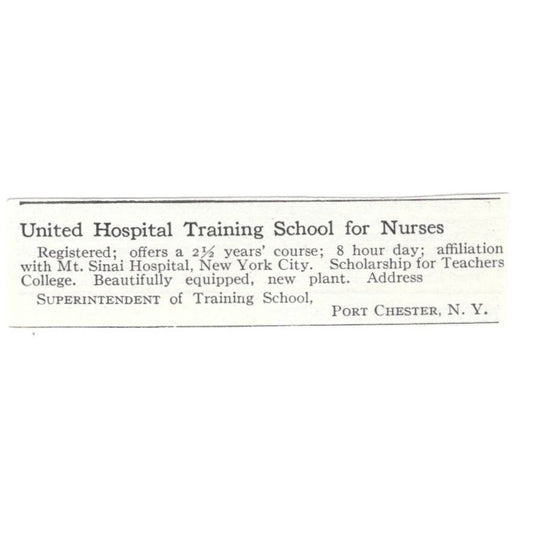 United Hospital Training School for Nurses
Registered; offers a 2½ years' course; 8 hour day; affiliation
with Mt. Sinai Hospital, New York City. Scholarship for Teachers
College. Beautifully equipped, new plant. Address
SUPERINTENDENT of Training School,
PORT CHESTER, N. Y.